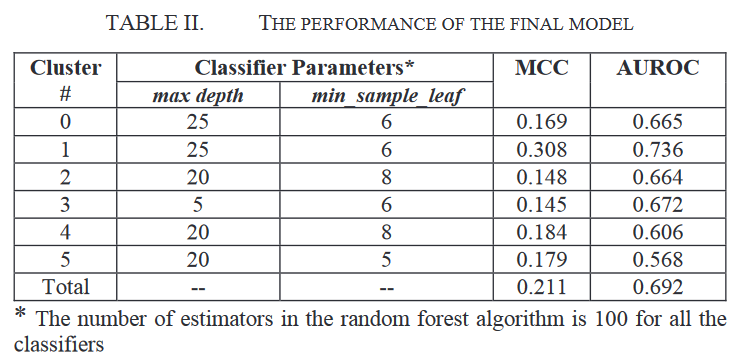 TABLE II. THE PERFORMANCE OF THE FINAL MODEL
Cluster # Classifier Parameters* MCC AUROC
max depth min_sample_leaf
0 25 6 0.169 0.665
1 25 6 0.308 0.736
2 20 8 0.148 0.664
3 5 6 0.145 0.672
4 20 8 0.184 0.606
5 20 5 0.179 0.568
Total -- -- 0.211 0.692
* The number of estimators in the random forest algorithm is 100 for all the
classifiers